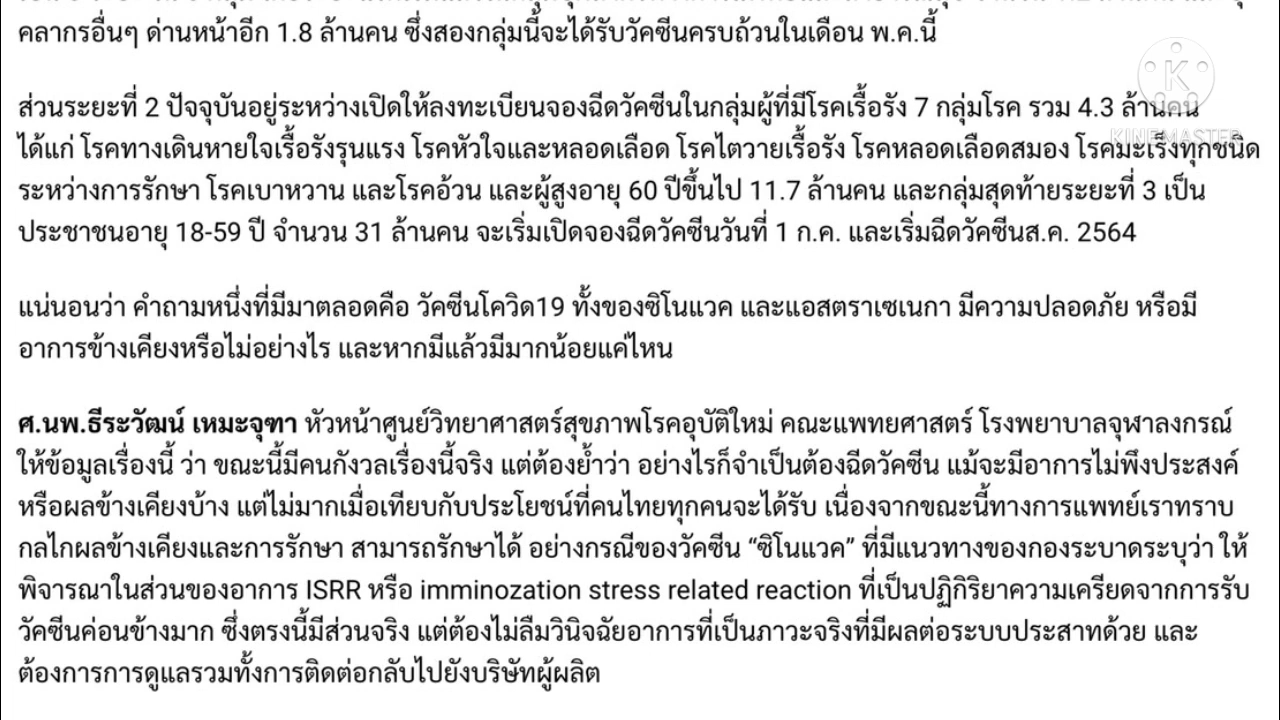 คลากรอื่นๆ ด่านหน้าอีก 1.8 ล้านคน ซึ่งสองกลุ่มนี้จะได้รับวัคซีนครบถ้วนในเดือน พ.ค.นี้
ส่วนระยะที่ 2 ปัจจุบันอยู่ระหว่างเปิดให้ลงทะเบียนจองฉีดวัคซีนในกลุ่มผู้ที่มีโรคเรื้อรัง 7 กลุ่มโรค รวม 4.3 ล้านคน
ได้แก่ โรคทางเดินหายใจเรื้อรังรุนแรง โรคหัวใจและหลอดเลือด โรคไตวายเรื้อรัง โรคหลอดเลือดสมอง โรคมะเร็งทุกชนิด
ระหว่างการรักษา โรคเบาหวาน และโรคอ้วน และผู้สูงอายุ 60 ปีขึ้นไป 11.7 ล้านคน และกลุ่มสุดท้ายระยะที่ 3 เป็น
ประชาชนอายุ 18-59 ปี จำนวน 31 ล้านคน จะเริ่มเปิดจองฉีดวัคซีนวันที่ 1 ก.ค. และเริ่มฉีดวัคซีนส.ค. 2564
แน่นอนว่า คำถามหนึ่งที่มีมาตลอดคือ วัคซีนโควิด19 ทั้งของซิโนแวค และแอสตราเซเนกา มีความปลอดภัย หรือมี
อาการข้างเคียงหรือไม่อย่างไร และหากมีแล้วมีมากน้อยแค่ไหน
ศ.นพ.ธีระวัฒน์ เหมะจุฑา หัวหน้าศูนย์วิทยาศาสตร์สุขภาพโรคอุบัติใหม่ คณะแพทยศาสตร์ โรงพยาบาลจุฬาลงกรณ์
ให้ข้อมูลเรื่องนี้ ว่า ขณะนี้มีคนกังวลเรื่องนี้จริง แต่ต้องย้ำว่า อย่างไรก็จำเป็นต้องฉีดวัคซีน แม้จะมีอาการไม่พึงประสงค์
หรือผลข้างเคียงบ้าง แต่ไม่มากเมื่อเทียบกับประโยชน์ที่คนไทยทุกคนจะได้รับ เนื่องจากขณะนี้ทางการแพทย์เราทราบ
กลไกผลข้างเคียงและการรักษา สามารถรักษาได้ อย่างกรณีของวัคซีน “ซิโนแวค” ที่มีแนวทางของกองระบาดระบุว่า ให้
พิจารณาในส่วนของอาการ ISRR หรือ imminozation stress related reaction ที่เป็นปฏิกิริยาความเครียดจากการรับ
วัคซีนค่อนข้างมาก ซึ่งตรงนี้มีส่วนจริง แต่ต้องไม่ลืมวินิจฉัยอาการที่เป็นภาวะจริงที่มีผลต่อระบบประสาทด้วย และ
ต้องการการดูแลรวมทั้งการติดต่อกลับไปยังบริษัทผู้ผลิต
K
KINEMASTER